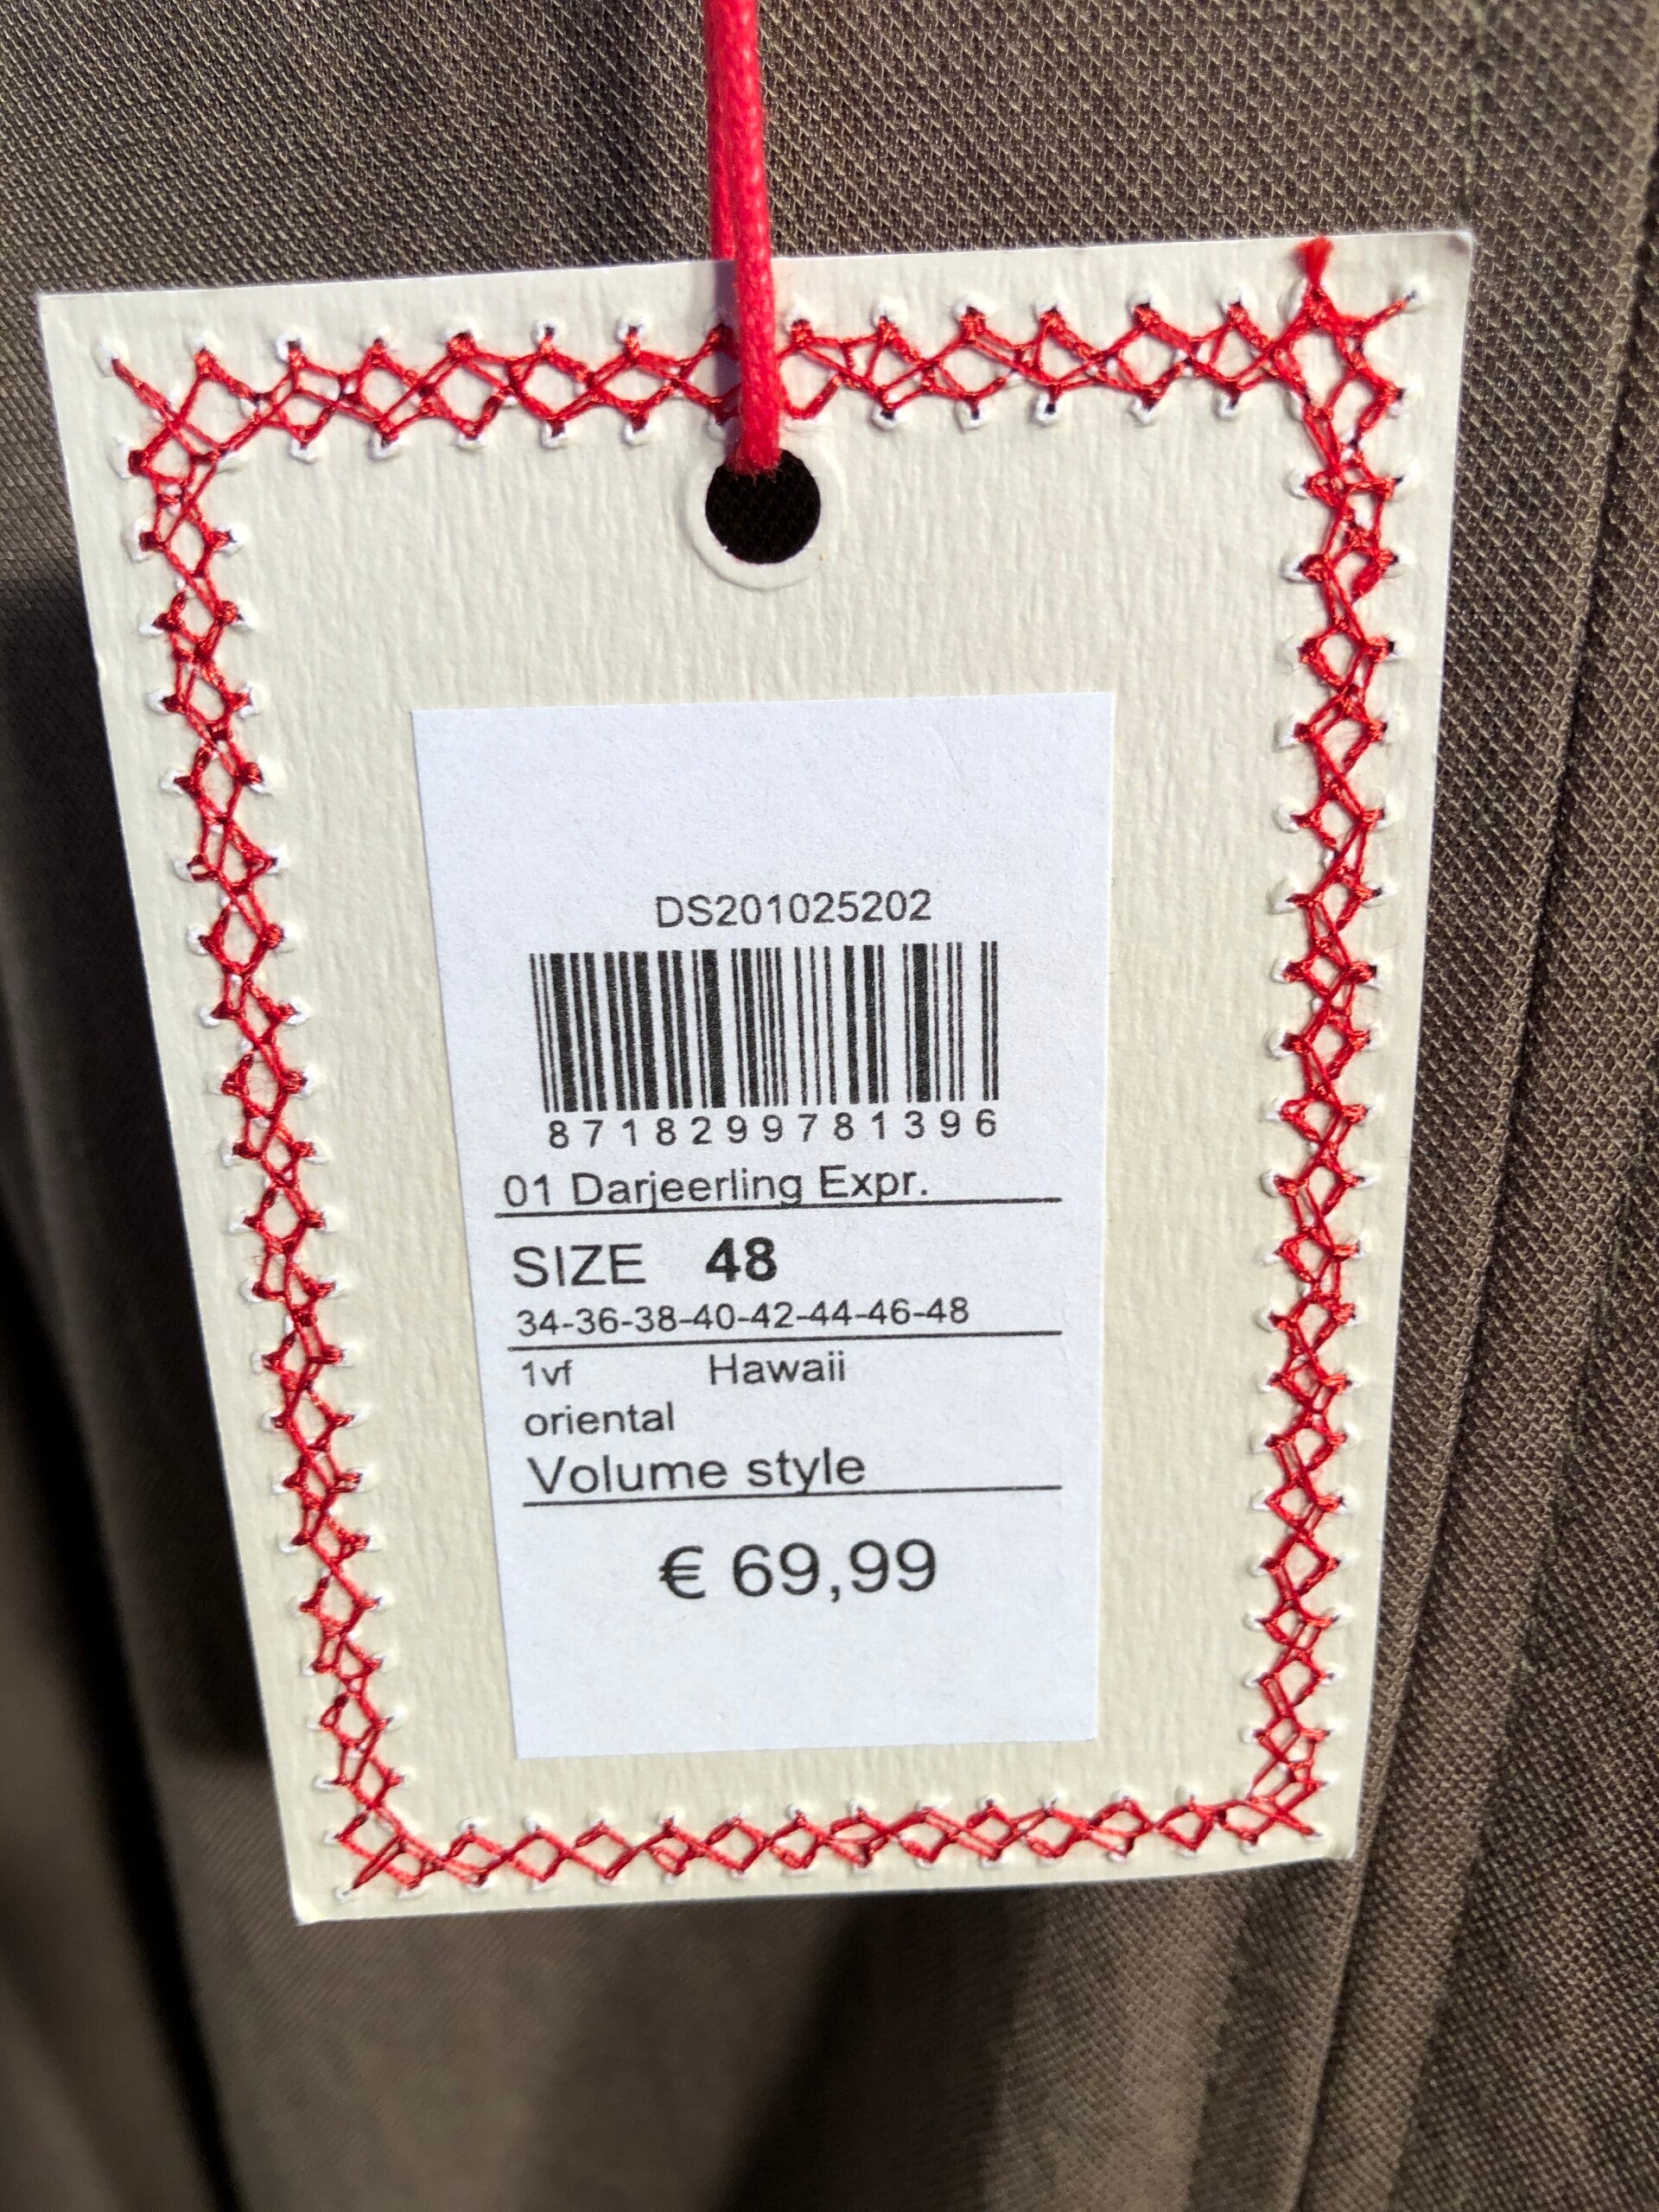 DS201025202
8718299781396
01 Darjeerling Expr.
SIZE 48
34-36-38-40-42-44-46-48
1vf Hawaii
oriental
Volume style
€ 69,99